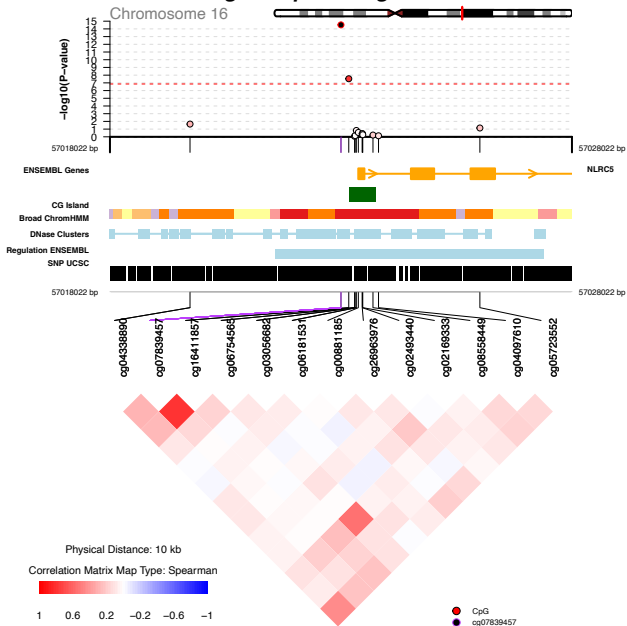 Chromosome 16
15
14
13
12
11
10
9
8
7
6
5
4
3
2
1
0
−log10(P−value)
57018022 bp
57028022 bp
ENSEMBL Genes
NLRC5
CG Island
Broad ChromHMM
DNase Clusters
Regulation ENSEMBL
SNP UCSC
57018022 bp
57028022 bp
cg04338890
cg07839457
cg16411857
cg06754565
cg03056682
cg06181531
cg00881185
cg26963976
cg02493440
cg02169333
cg08558449
cg04097610
cg05723552
Physical Distance: 10 kb
Correlation Matrix Map Type: Spearman
1 0.6 0.2 −0.2 −0.6 −1
CpG
cg07839457